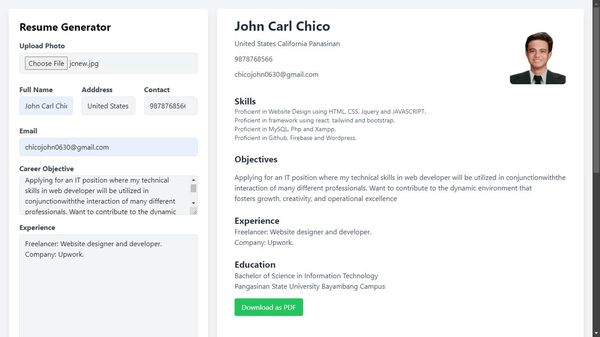 Resume Generator
Upload Photo
Choose File jcnew.jpg
Full Name Adddress Contact
John Carl Chic United States 9878768566
Email
chicojohn0630@gmail.com
Career Objective
Applying for an IT position where my technical
skills in web developer will be utilized in
conjunctionwiththe interaction of many different
professionals. Want to contribute to the dynamic
Experience
Freelancer: Website designer and developer.
Company: Upwork.
John Carl Chico
United States California Panasinan
9878768566
chicojohn0630@gmail.com
Skills
Proficient in Website Design using HTML, CSS, Jquery and JAVASCRIPT.
Proficient in framework using react, tailwind and bootstrap.
Proficient in MySQL, Php and Xampp.
Proficient in Github, Firebase and Wordpress.
Objectives
Applying for an IT position where my technical skills in web developer will be utilized in conjunctionwiththe
interaction of many different professionals. Want to contribute to the dynamic environment that
fosters growth, creativity, and operational excellence
Experience
Freelancer: Website designer and developer.
Company: Upwork.
Education
Bachelor of Science in Information Technology
Pangasinan State University Bayambang Campus
Download as PDF